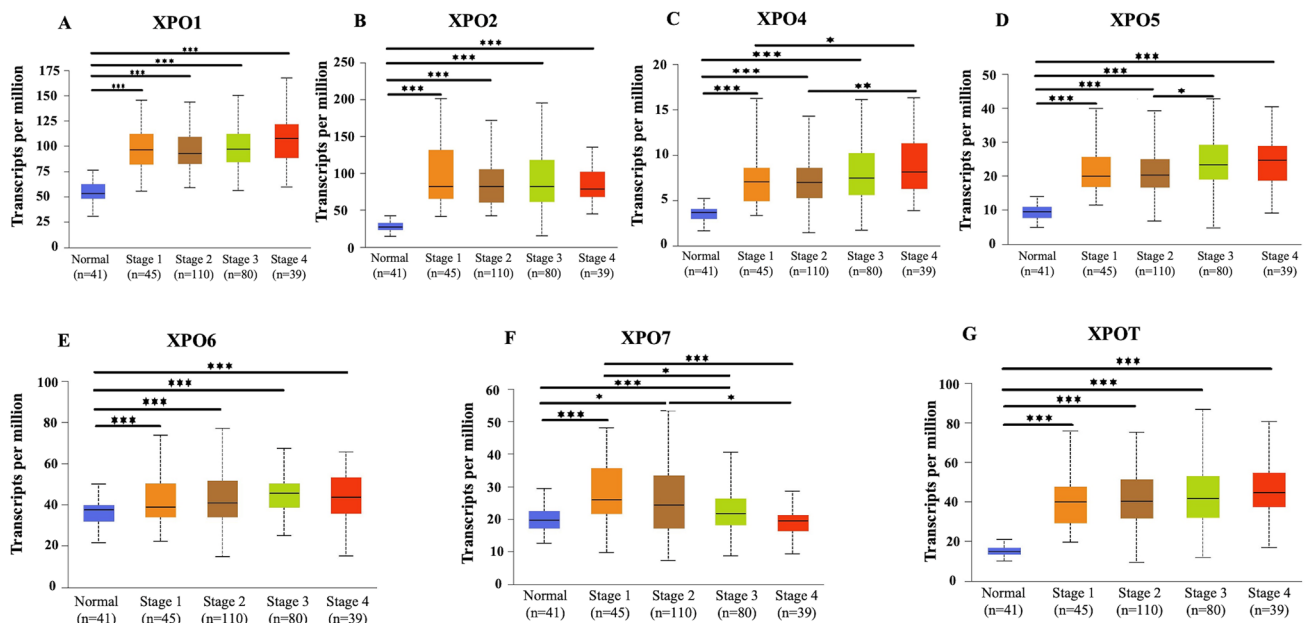 A XPO1
Transcripts per million
175
150
125
100
75
50
25
0
*** *** *** ***
Normal Stage 1 Stage 2 Stage 3 Stage 4
(n=41) (n=45) (n=110) (n=80) (n=39)
B XPO2
250
200
150
100
50
0
*** *** *** ***
Normal Stage 1 Stage 2 Stage 3 Stage 4
(n=41) (n=45) (n=110) (n=80) (n=39)
C XPO4
Transcripts per million
20
15
10
5
0
* *** *** ** ***
Normal Stage 1 Stage 2 Stage 3 Stage 4
(n=41) (n=45) (n=110) (n=80) (n=39)
D XPO5
Transcripts per million
50
40
30
20
10
0
*** *** *** * ***
Normal Stage 1 Stage 2 Stage 3 Stage 4
(n=41) (n=45) (n=110) (n=80) (n=39)
E XPO6
Transcripts per million
100
80
60
40
20
0
*** *** *** ***
Normal Stage 1 Stage 2 Stage 3 Stage 4
(n=41) (n=45) (n=110) (n=80) (n=39)
F XPO7
Transcripts per million
60
50
40
30
20
10
0
*** * *** * * ***
Normal Stage 1 Stage 2 Stage 3 Stage 4
(n=41) (n=45) (n=110) (n=80) (n=39)
G XPOT
Transcripts per million
100
80
60
40
20
0
*** *** *** ***
Normal Stage 1 Stage 2 Stage 3 Stage 4
(n=41) (n=45) (n=110) (n=80) (n=39)